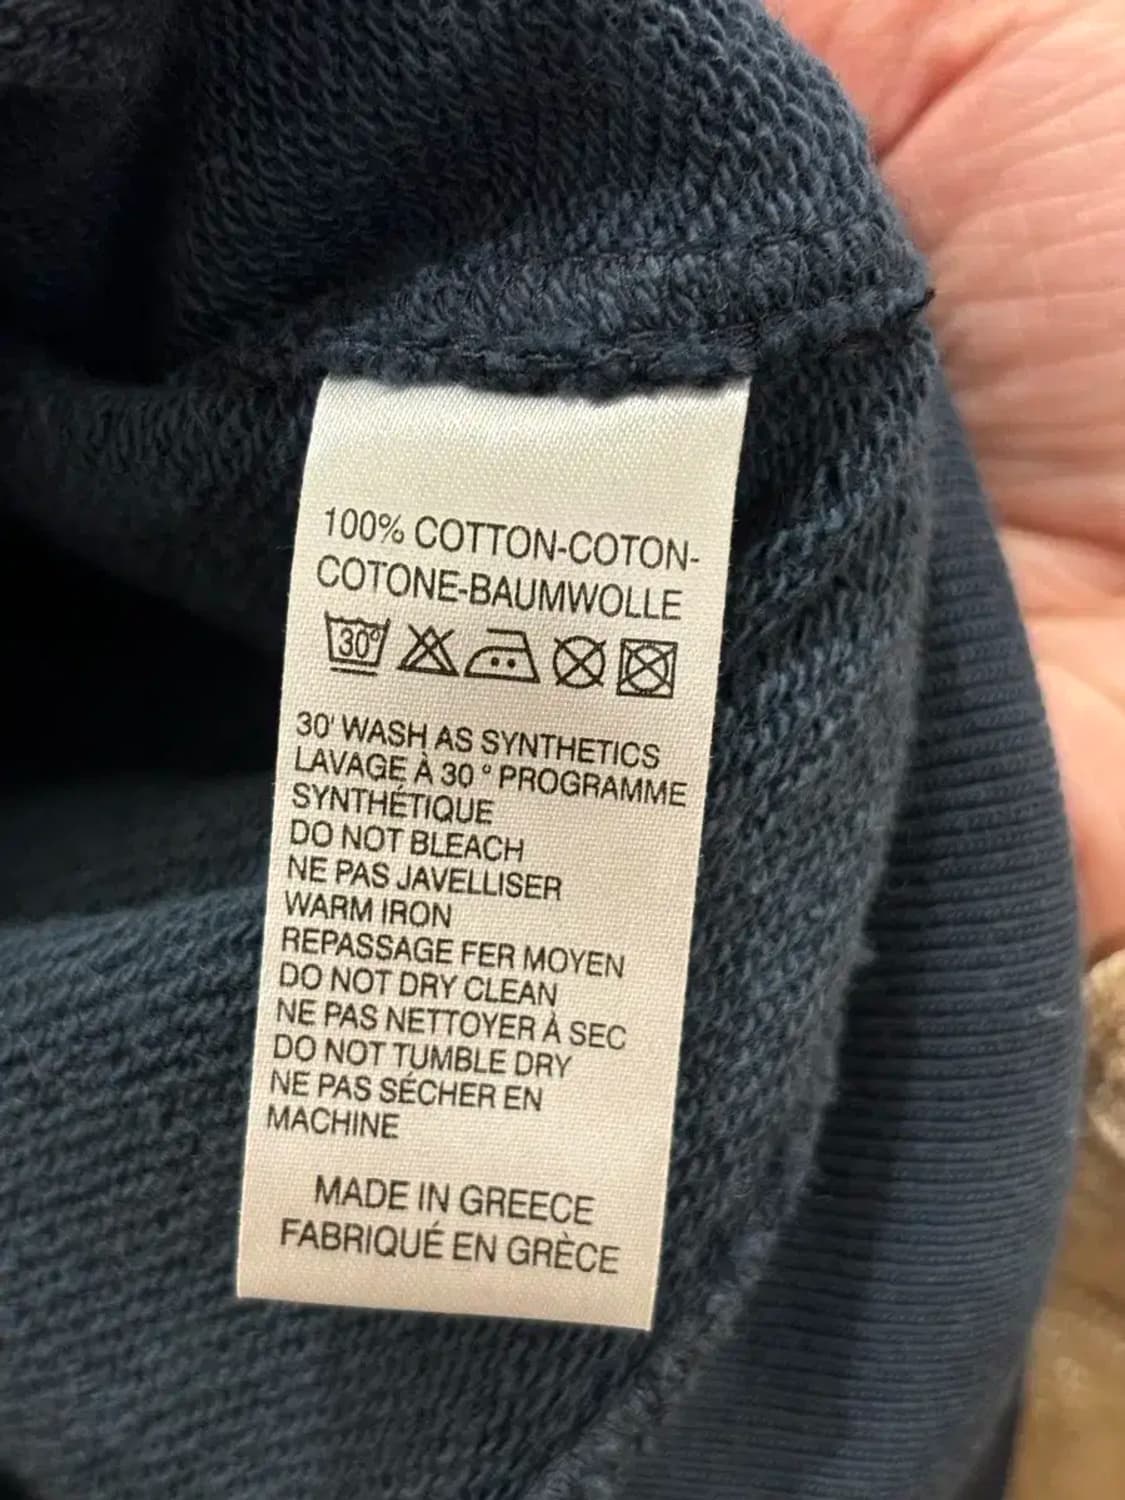 100% COTTON-COTON-
COTONE-BAUMWOLLE
30°
30' WASH AS SYNTHETICS
LAVAGE À 30 ° PROGRAMME
SYNTHÉTIQUE
DO NOT BLEACH
NE PAS JAVELLISER
WARM IRON
REPASSAGE FER MOYEN
DO NOT DRY CLEAN
NE PAS NETTOYER À SEC
DO NOT TUMBLE DRY
NE PAS SÉCHER EN
MACHINE
MADE IN GREECE
FABRIQUÉ EN GRÈCE